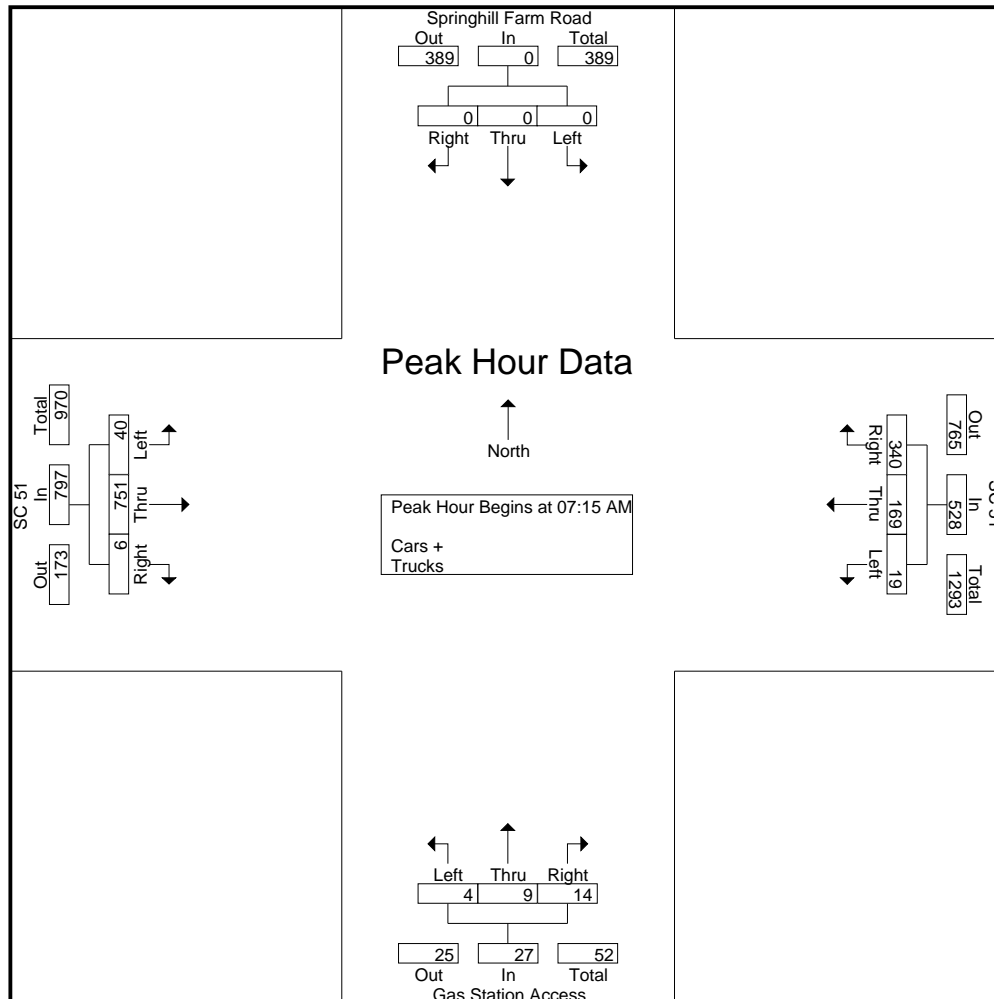 Springhill Farm Road
Out In Total
389 0 389
0 0 0
Right Thru Left
Peak Hour Data
North
Peak Hour Begins at 07:15 AM
Cars +
Trucks
SC 51
Total In Out
970 797 173
40 751 6
Left Thru Right
Out In Total
765 528 1293
340 169 19
Right Thru Left
Left Thru Right
4 9 14
25 27 52
Out In Total
Gas Station Access